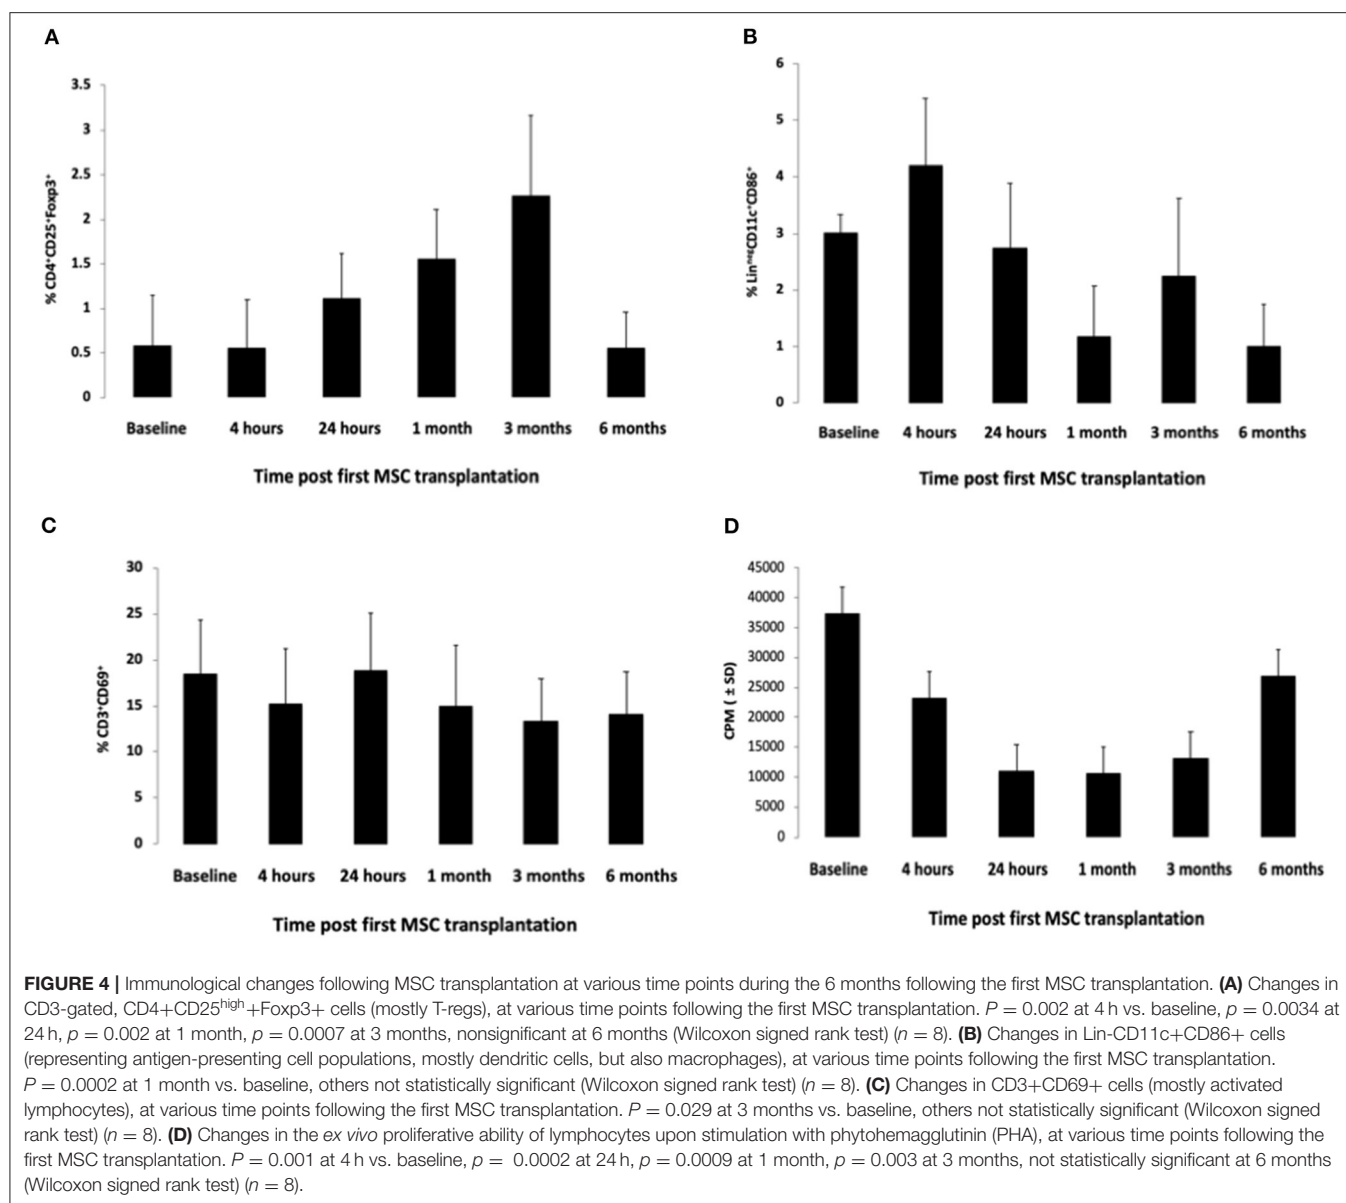 A
3.5
3
2.5
2
1.5
1
0.5
0
% CD4⁺CD25⁺Foxp3⁺
Baseline 4 hours 24 hours 1 month 3 months 6 months
Time post first MSC transplantation
B
6
5
4
3
2
1
0
% LinⁿᵉᵍCD11c⁺CD86⁺
Baseline 4 hours 24 hours 1 month 3 months 6 months
Time post first MSC transplantation
C
30
25
20
15
10
5
0
% CD3⁺CD69⁺
Baseline 4 hours 24 hours 1 month 3 months 6 months
Time post first MSC transplantation
D
45000
40000
35000
30000
25000
20000
15000
10000
5000
0
CPM ( ± SD)
Baseline 4 hours 24 hours 1 month 3 months 6 months
Time post first MSC transplantation
FIGURE 4 | Immunological changes following MSC transplantation at various time points during the 6 months following the first MSC transplantation. (A) Changes in
CD3-gated, CD4+CD25ʰⁱᵍʰ+Foxp3+ cells (mostly T-regs), at various time points following the first MSC transplantation. P = 0.002 at 4 h vs. baseline, p = 0.0034 at
24 h, p = 0.002 at 1 month, p = 0.0007 at 3 months, nonsignificant at 6 months (Wilcoxon signed rank test) (n = 8). (B) Changes in Lin-CD11c+CD86+ cells
(representing antigen-presenting cell populations, mostly dendritic cells, but also macrophages), at various time points following the first MSC transplantation.
P = 0.0002 at 1 month vs. baseline, others not statistically significant (Wilcoxon signed rank test) (n = 8). (C) Changes in CD3+CD69+ cells (mostly activated
lymphocytes), at various time points following the first MSC transplantation. P = 0.029 at 3 months vs. baseline, others not statistically significant (Wilcoxon signed
rank test) (n = 8). (D) Changes in the ex vivo proliferative ability of lymphocytes upon stimulation with phytohemagglutinin (PHA), at various time points following the
first MSC transplantation. P = 0.001 at 4 h vs. baseline, p = 0.0002 at 24 h, p = 0.0009 at 1 month, p = 0.003 at 3 months, not statistically significant at 6 months
(Wilcoxon signed rank test) (n = 8).